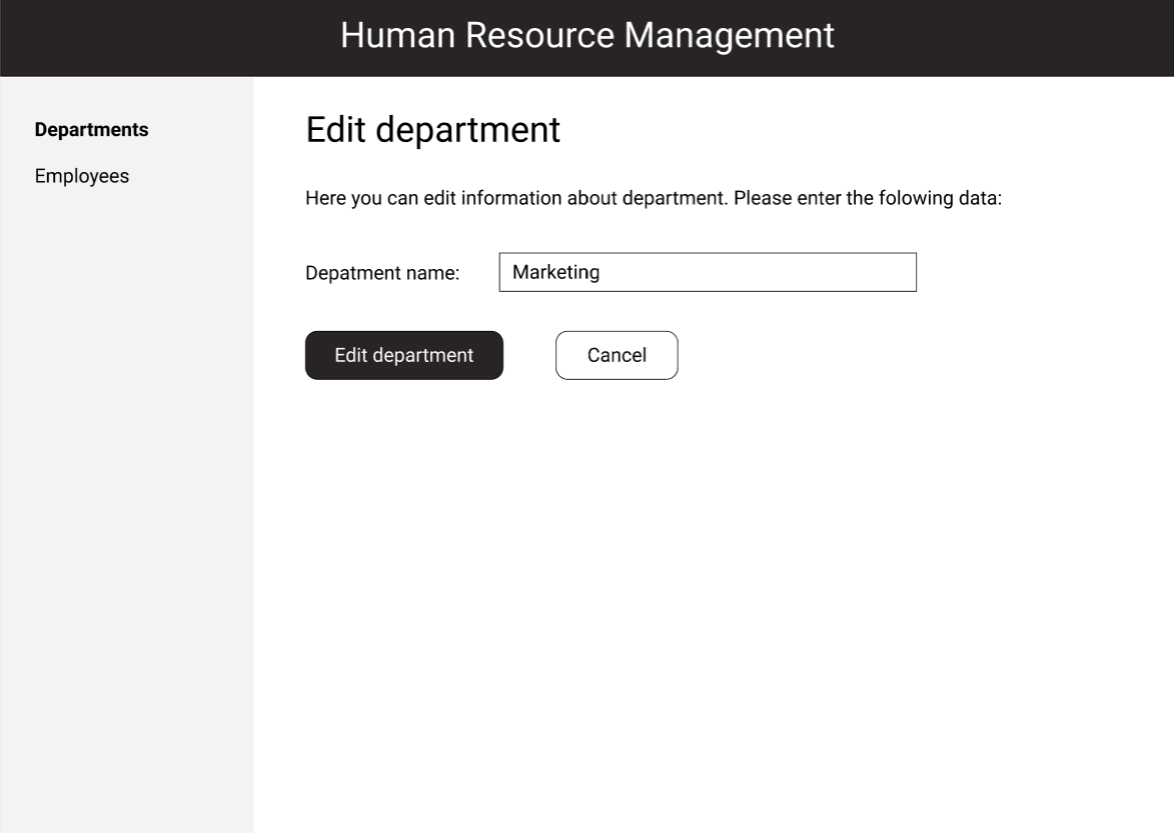 Human Resource Management
Departments
Employees
Edit department
Here you can edit information about department. Please enter the folowing data:
Depatment name: Marketing
Edit department Cancel